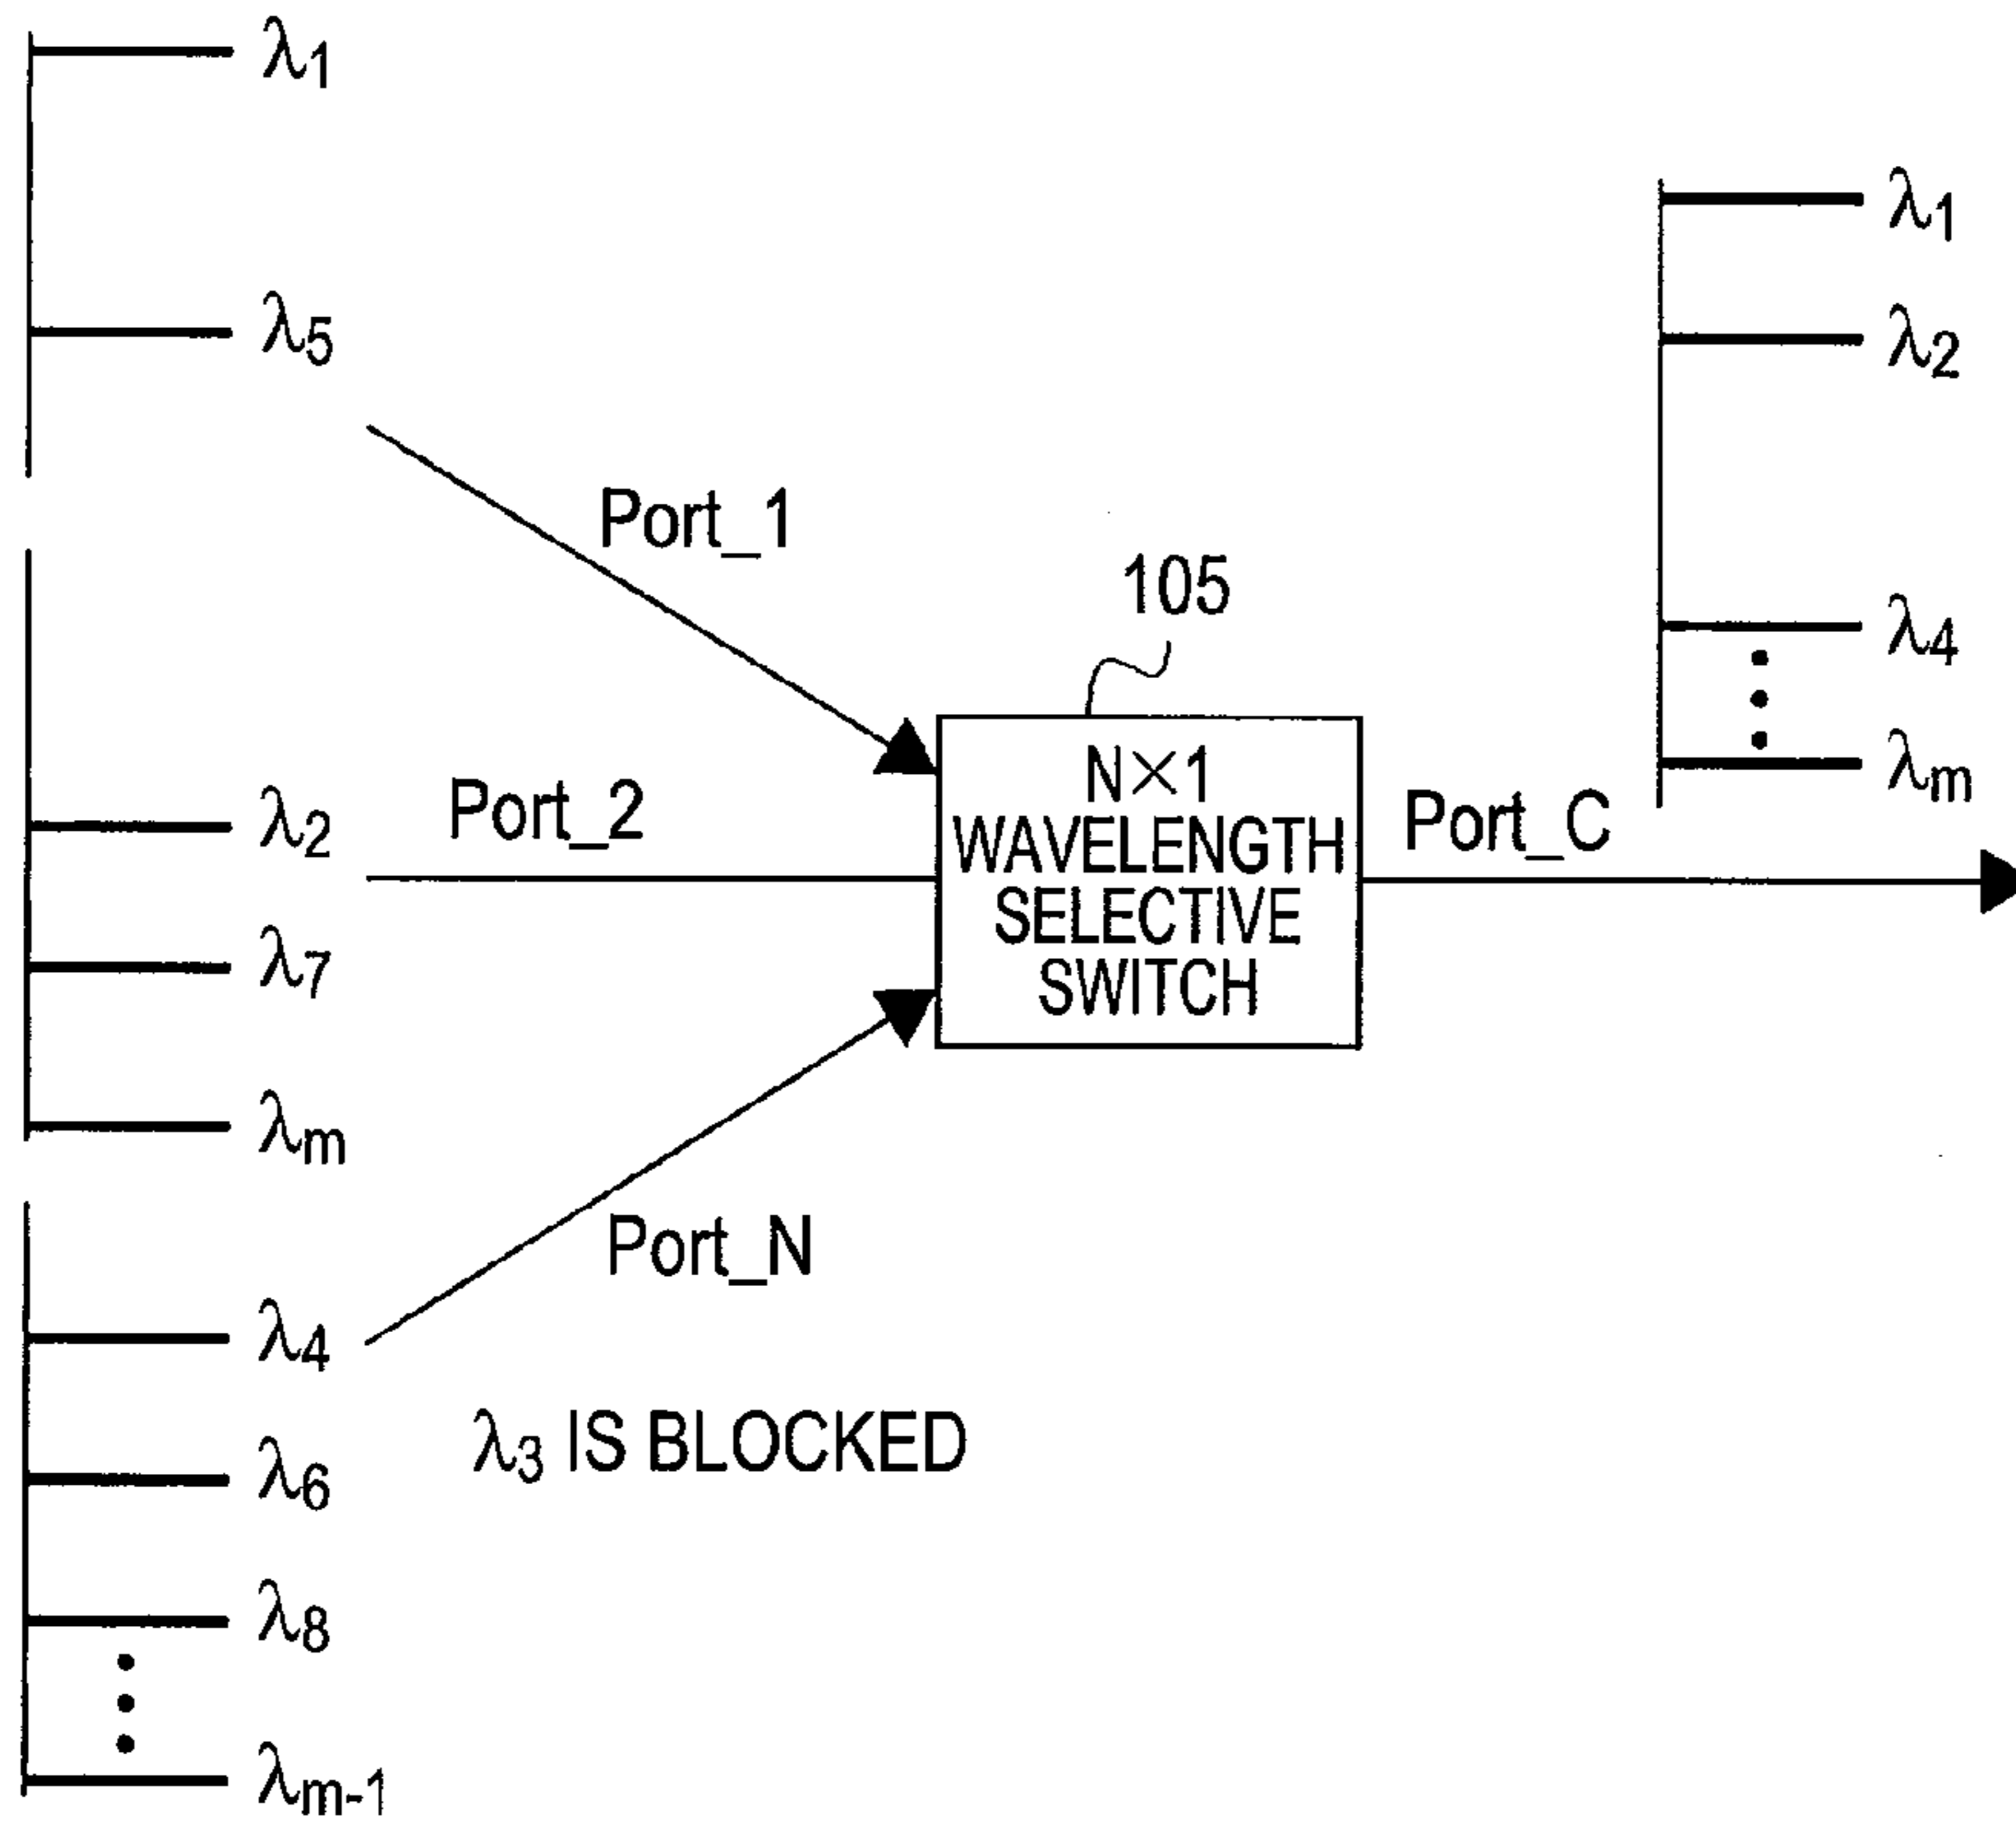 λ1
λ5
Port_1
105
λ1
λ2
λ4
λm
λ2
λ7
λm
Port_2
N×1
WAVELENGTH
SELECTIVE
SWITCH
Port_C
Port_N
λ4
λ6
λ8
λm-1
λ3 IS BLOCKED